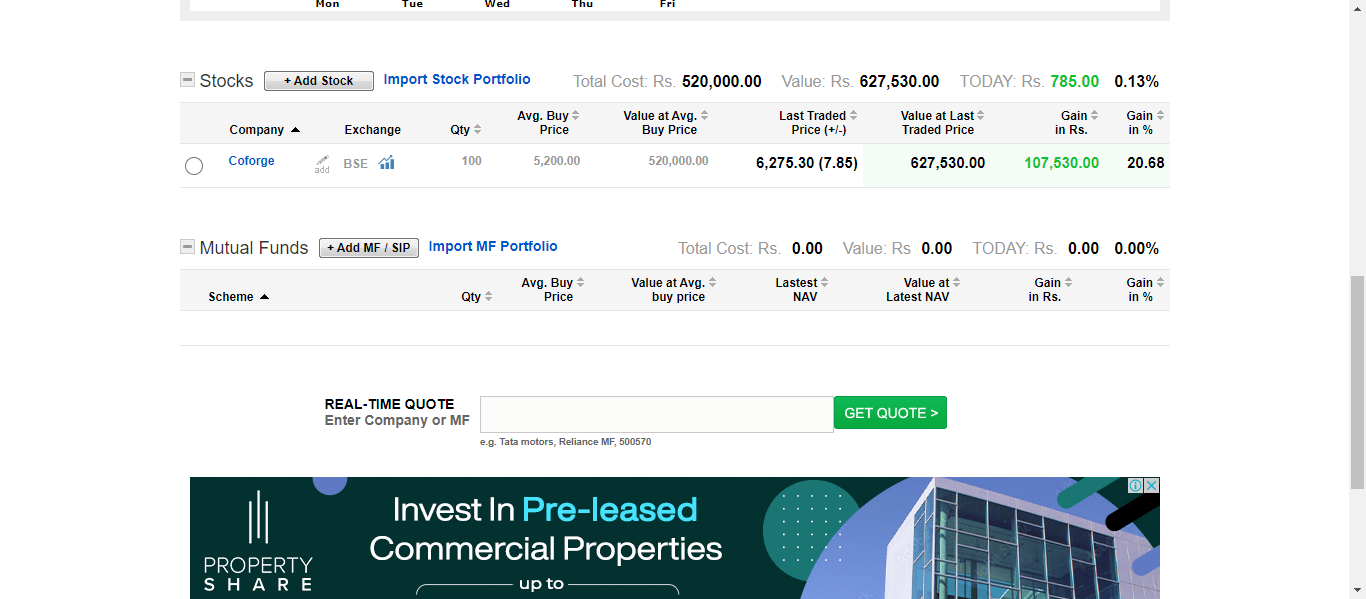 Mon Tue Wed Thu Fri
Stocks + Add Stock Import Stock Portfolio Total Cost: Rs. 520,000.00 Value: Rs. 627,530.00 TODAY: Rs. 785.00 0.13%
Avg. Buy Value at Avg. Last Traded Value at Last Gain Gain
Company Exchange Qty Price Buy Price Price (+/-) Traded Price in Rs. in %
Coforge add BSE 100 5,200.00 520,000.00 6,275.30 (7.85) 627,530.00 107,530.00 20.68
Mutual Funds + Add MF / SIP Import MF Portfolio Total Cost: Rs. 0.00 Value: Rs 0.00 TODAY: Rs. 0.00 0.00%
Avg. Buy Value at Avg. Lastest Value at Gain Gain
Scheme Qty Price buy price NAV Latest NAV in Rs. in %
REAL-TIME QUOTE
Enter Company or MF GET QUOTE >
e.g. Tata motors, Reliance MF, 500570
Invest In Pre-leased
Commercial Properties
up to
PROPERTY
SHARE